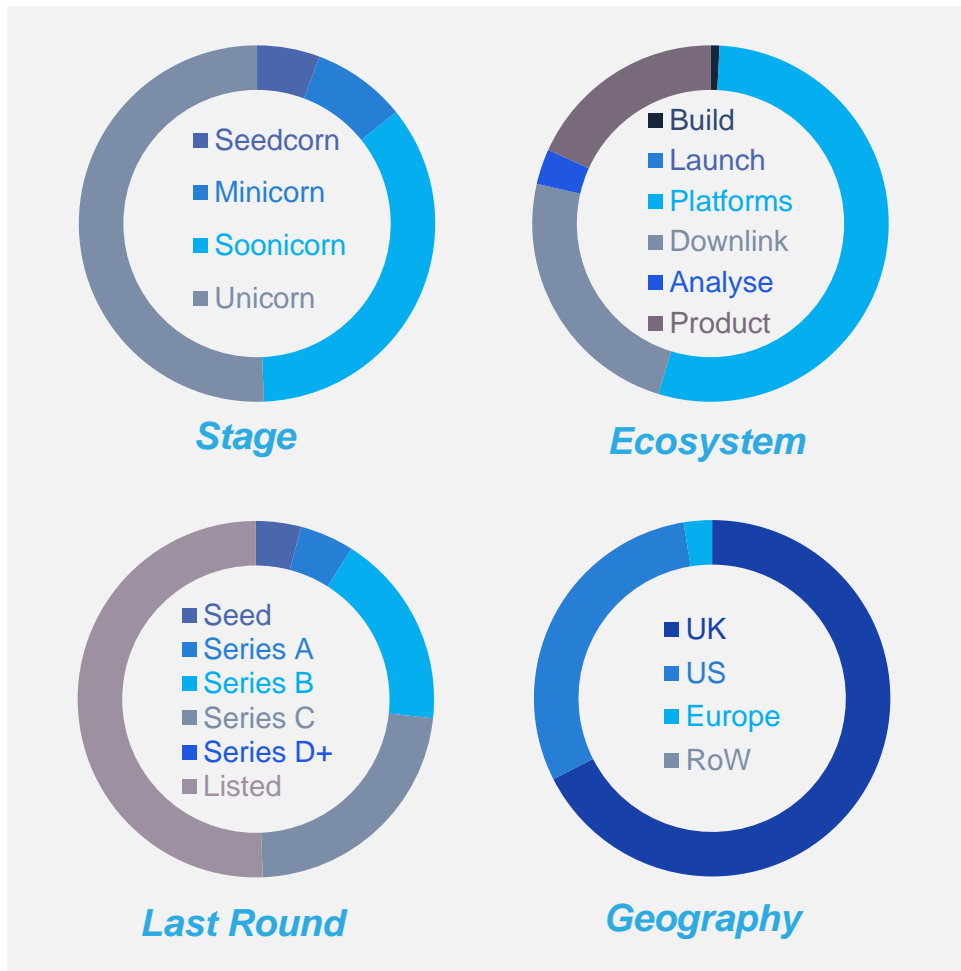 Seedcorn
Minicorn
Soonicorn
Unicorn
Stage
Build
Launch
Platforms
Downlink
Analyse
Product
Ecosystem
Seed
Series A
Series B
Series C
Series D+
Listed
Last Round
UK
US
Europe
RoW
Geography